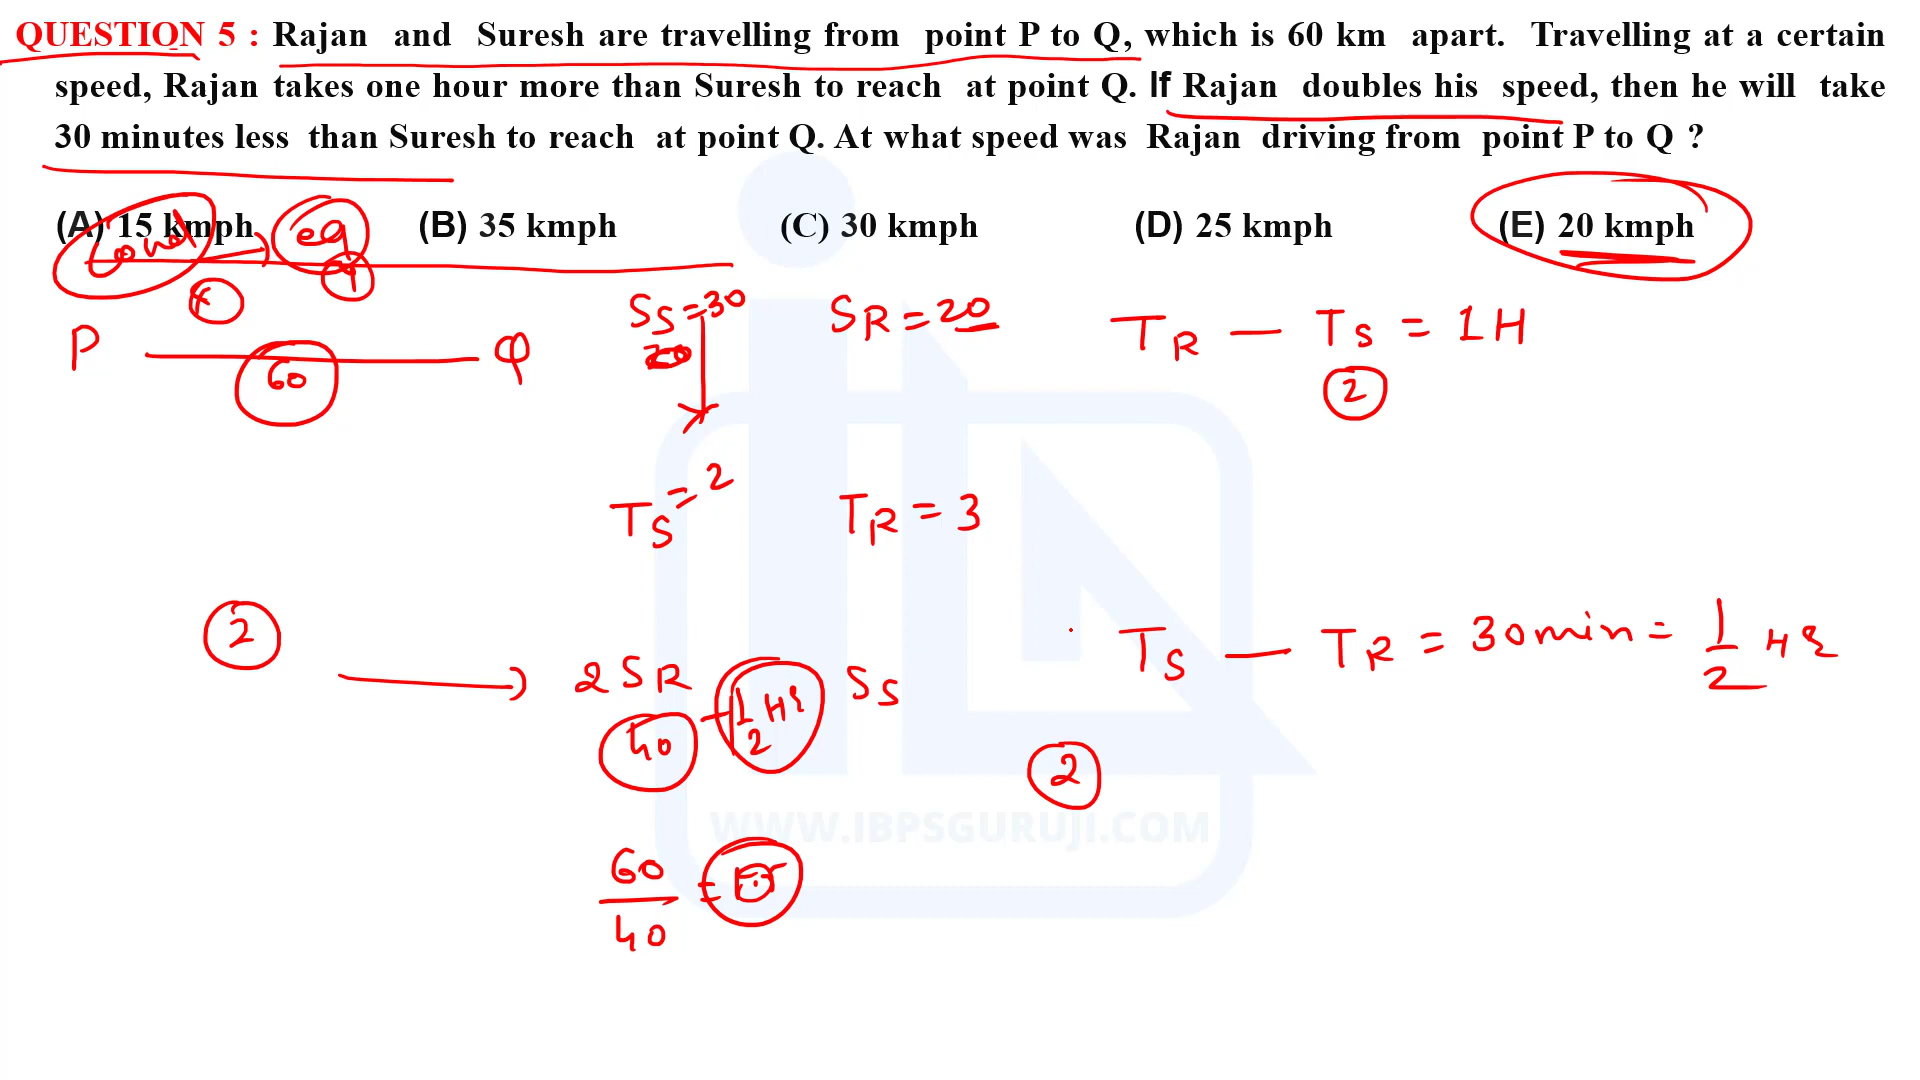 QUESTION 5 : Rajan and Suresh are travelling from point P to Q, which is 60 km apart. Travelling at a certain
speed, Rajan takes one hour more than Suresh to reach at point Q. If Rajan doubles his speed, then he will take
30 minutes less than Suresh to reach at point Q. At what speed was Rajan driving from point P to Q ?
(A) 15 kmph (B) 35 kmph (C) 30 kmph (D) 25 kmph (E) 20 kmph
eq
P 60 Q
SS = 30 SR = 20 TR — TS = 1H
20
2
TS = 2 TR = 3
2
2SR SS TS — TR = 30min = 1/2 Hr
40 1/2 Hr
2
WWW.IBPSGURUJI.COM
60/40 =